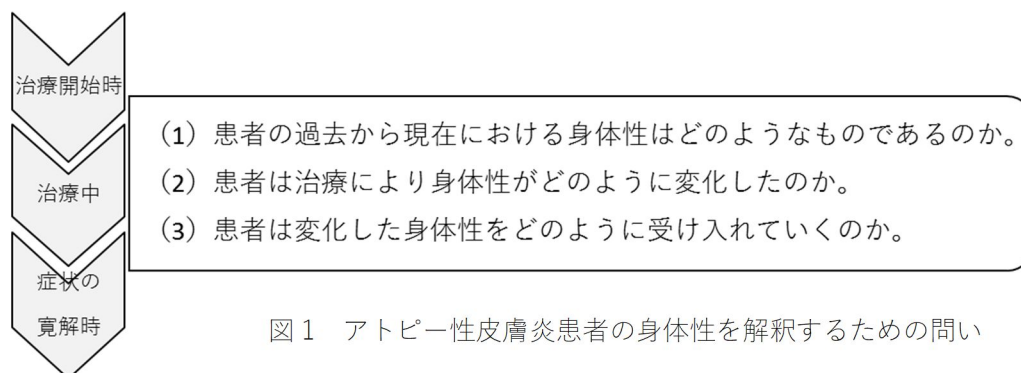 治療開始時
治療中
症状の
寛解時
（1）患者の過去から現在における身体性はどのようなものであるのか。
（2）患者は治療により身体性がどのように変化したのか。
（3）患者は変化した身体性をどのように受け入れていくのか。
図１　アトピー性皮膚炎患者の身体性を解釈するための問い